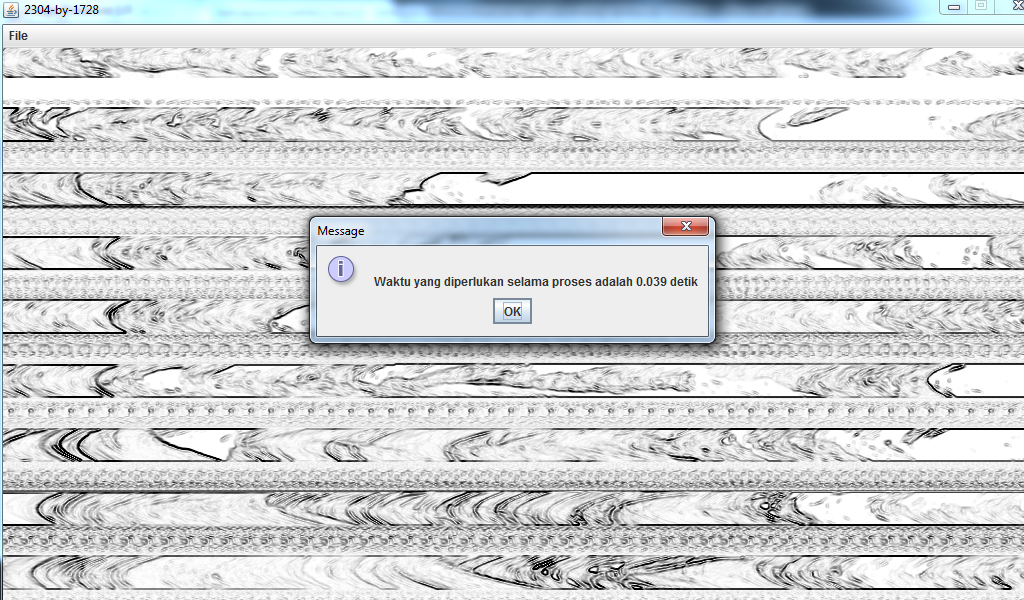 2304-by-1728
File
Message
Waktu yang diperlukan selama proses adalah 0.039 detik
OK